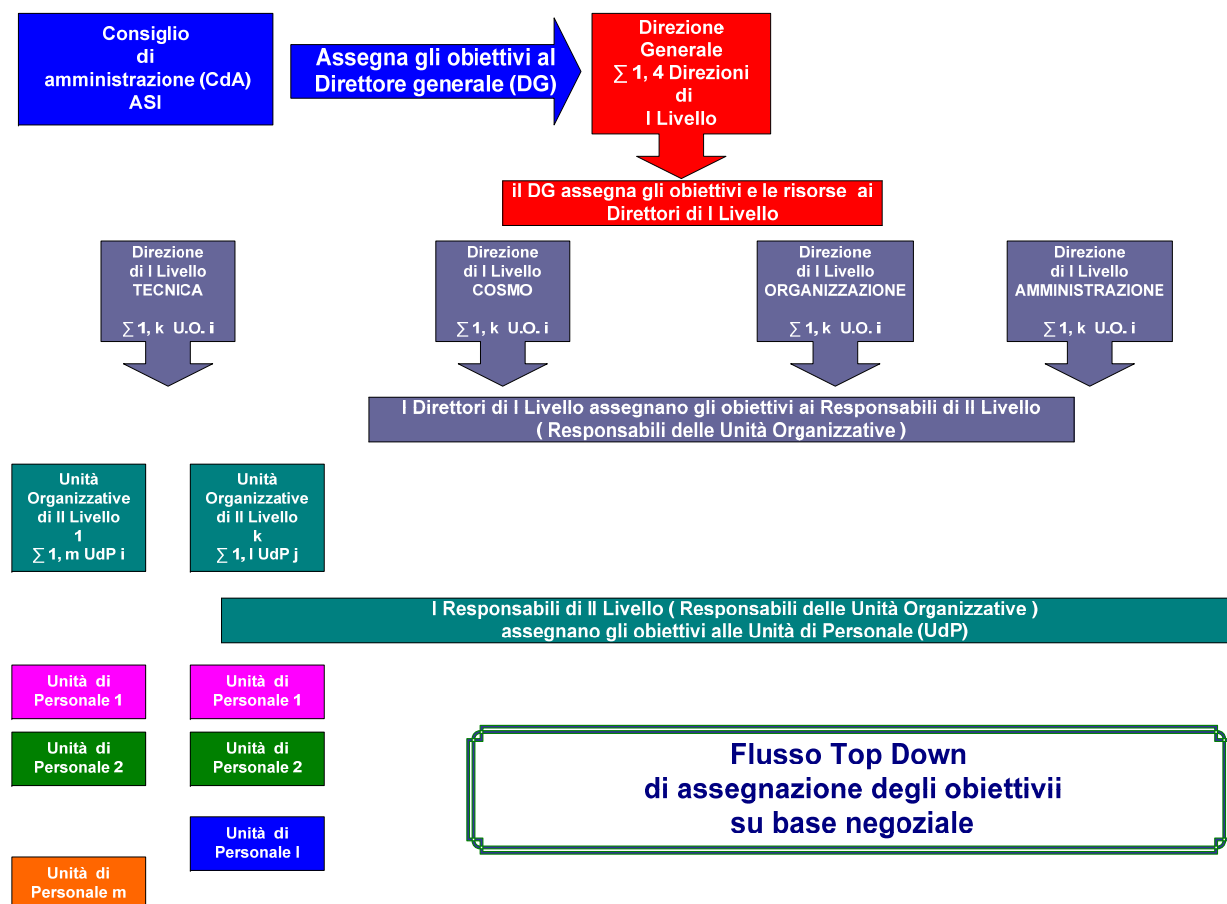 Consiglio
di
amministrazione (CdA)
ASI
Assegna gli obiettivi al
Direttore generale (DG)
Direzione
Generale
∑ 1, 4 Direzioni
di
I Livello
il DG assegna gli obiettivi e le risorse ai
Direttori di I Livello
Direzione
di I Livello
TECNICA
∑ 1, k U.O. i
Direzione
di I Livello
COSMO
∑ 1, k U.O. i
Direzione
di I Livello
ORGANIZZAZIONE
∑ 1, k U.O. i
Direzione
di I Livello
AMMINISTRAZIONE
∑ 1, k U.O. i
I Direttori di I Livello assegnano gli obiettivi ai Responsabili di II Livello
( Responsabili delle Unità Organizzative )
Unità
Organizzative
di II Livello
1
∑ 1, m UdP i
Unità
Organizzative
di II Livello
k
∑ 1, l UdP j
I Responsabili di II Livello ( Responsabili delle Unità Organizzative )
assegnano gli obiettivi alle Unità di Personale (UdP)
Unità di
Personale 1
Unità di
Personale 1
Unità di
Personale 2
Unità di
Personale 2
Unità di
Personale l
Unità di
Personale m
Flusso Top Down
di assegnazione degli obiettivii
su base negoziale